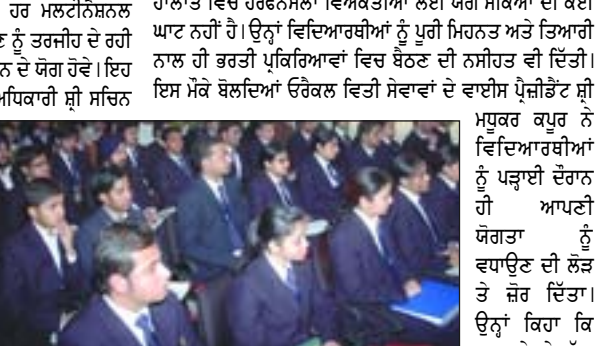 ਹਰ ਮਲਟੀਨੈਸ਼ਨਲ
ਨੂੰ ਤਰਜੀਹ ਦੇ ਰਹੀ
ਦੇ ਯੋਗ ਹੋਵੇ। ਇਹ
ਅਧਿਕਾਰੀ ਸ਼੍ਰੀ ਸਚਿਨ
ਘਾਟ ਨਹੀਂ ਹੈ। ਉਨ੍ਹਾਂ ਵਿਦਿਆਰਥੀਆਂ ਨੂੰ ਪੂਰੀ ਮਿਹਨਤ ਅਤੇ ਤਿਆਰੀ
ਨਾਲ ਹੀ ਭਰਤੀ ਪ੍ਰਕਿਰਿਆਵਾਂ ਵਿਚ ਬੈਠਣ ਦੀ ਨਸੀਹਤ ਵੀ ਦਿੱਤੀ।
ਇਸ ਮੌਕੇ ਬੋਲਦਿਆਂ ਓਰੈਕਲ ਵਿਤੀ ਸੇਵਾਵਾਂ ਦੇ ਵਾਈਸ ਪ੍ਰੈਜ਼ੀਡੈਂਟ ਸ਼੍ਰੀ
ਮਧੂਕਰ ਕਪੂਰ ਨੇ
ਵਿਦਿਆਰਥੀਆਂ
ਨੂੰ ਪੜ੍ਹਾਈ ਦੌਰਾਨ
ਹੀ ਆਪਣੀ
ਯੋਗਤਾ ਨੂੰ
ਵਧਾਉਣ ਦੀ ਲੋੜ
ਤੇ ਜ਼ੋਰ ਦਿੱਤਾ।
ਉਨ੍ਹਾਂ ਕਿਹਾ ਕਿ